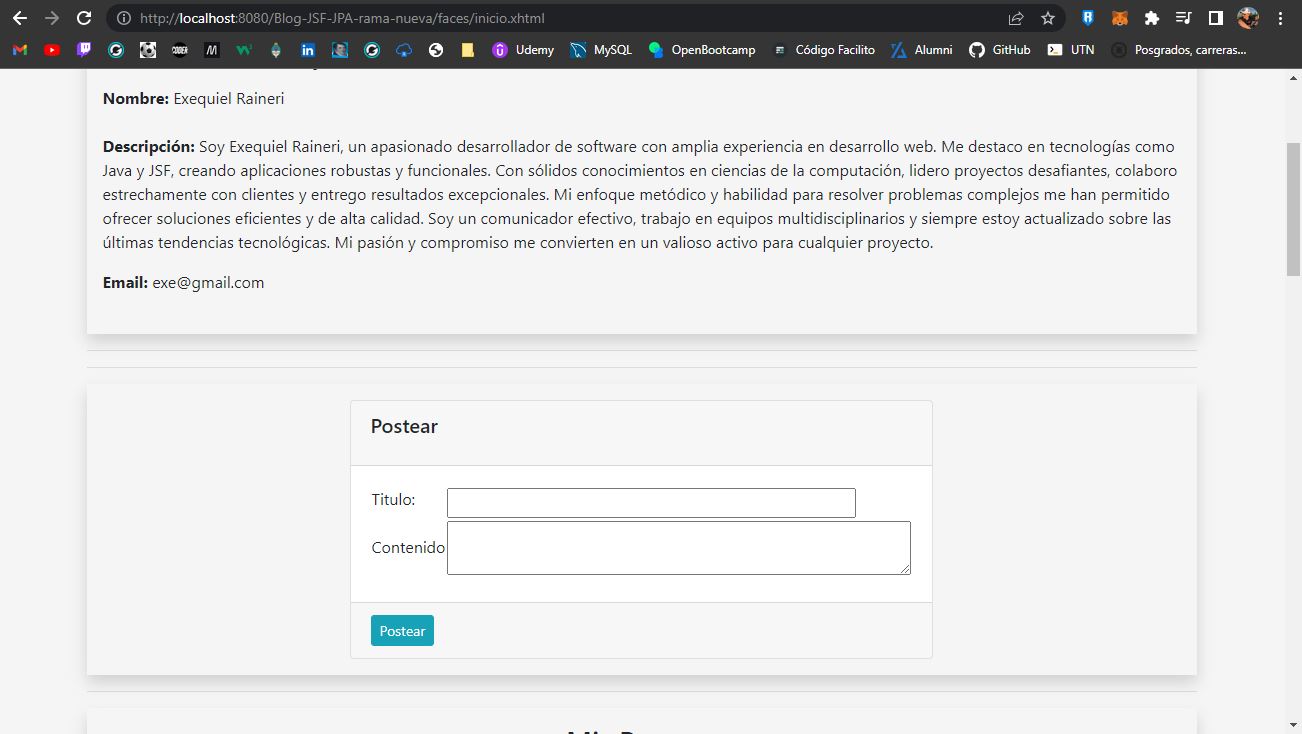 http://localhost:8080/Blog-JSF-JPA-rama-nueva/faces/inicio.xhtml
Udemy MySQL OpenBootcamp Código Facilito Alumni GitHub UTN Posgrados, carreras...
Nombre: Exequiel Raineri
Descripción: Soy Exequiel Raineri, un apasionado desarrollador de software con amplia experiencia en desarrollo web. Me destaco en tecnologías como
Java y JSF, creando aplicaciones robustas y funcionales. Con sólidos conocimientos en ciencias de la computación, lidero proyectos desafiantes, colaboro
estrechamente con clientes y entrego resultados excepcionales. Mi enfoque metódico y habilidad para resolver problemas complejos me han permitido
ofrecer soluciones eficientes y de alta calidad. Soy un comunicador efectivo, trabajo en equipos multidisciplinarios y siempre estoy actualizado sobre las
últimas tendencias tecnológicas. Mi pasión y compromiso me convierten en un valioso activo para cualquier proyecto.
Email: exe@gmail.com
Postear
Titulo:
Contenido
Postear